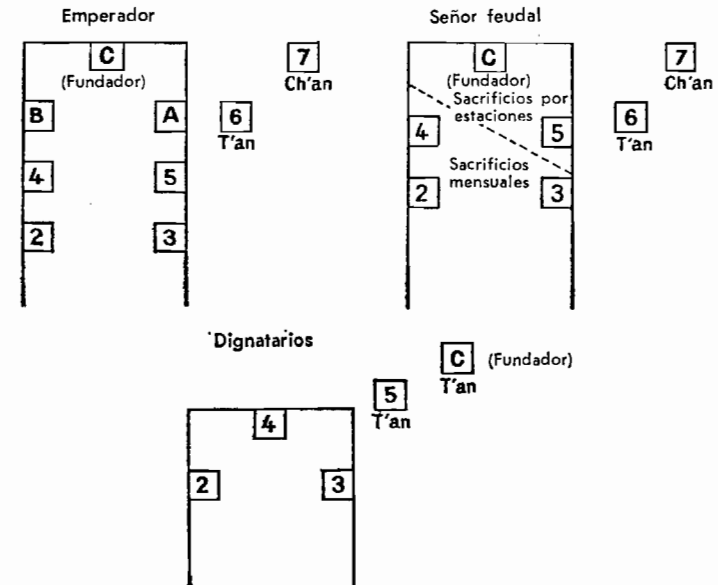 Emperador
C
(Fundador)
7
Ch'an
B
A
6
T'an
4
5
2
3
Señor feudal
C
(Fundador)
7
Ch'an
Sacrificios por
estaciones
4
5
6
T'an
Sacrificios
mensuales
2
3
Dignatarios
C (Fundador)
T'an
5
T'an
4
2
3